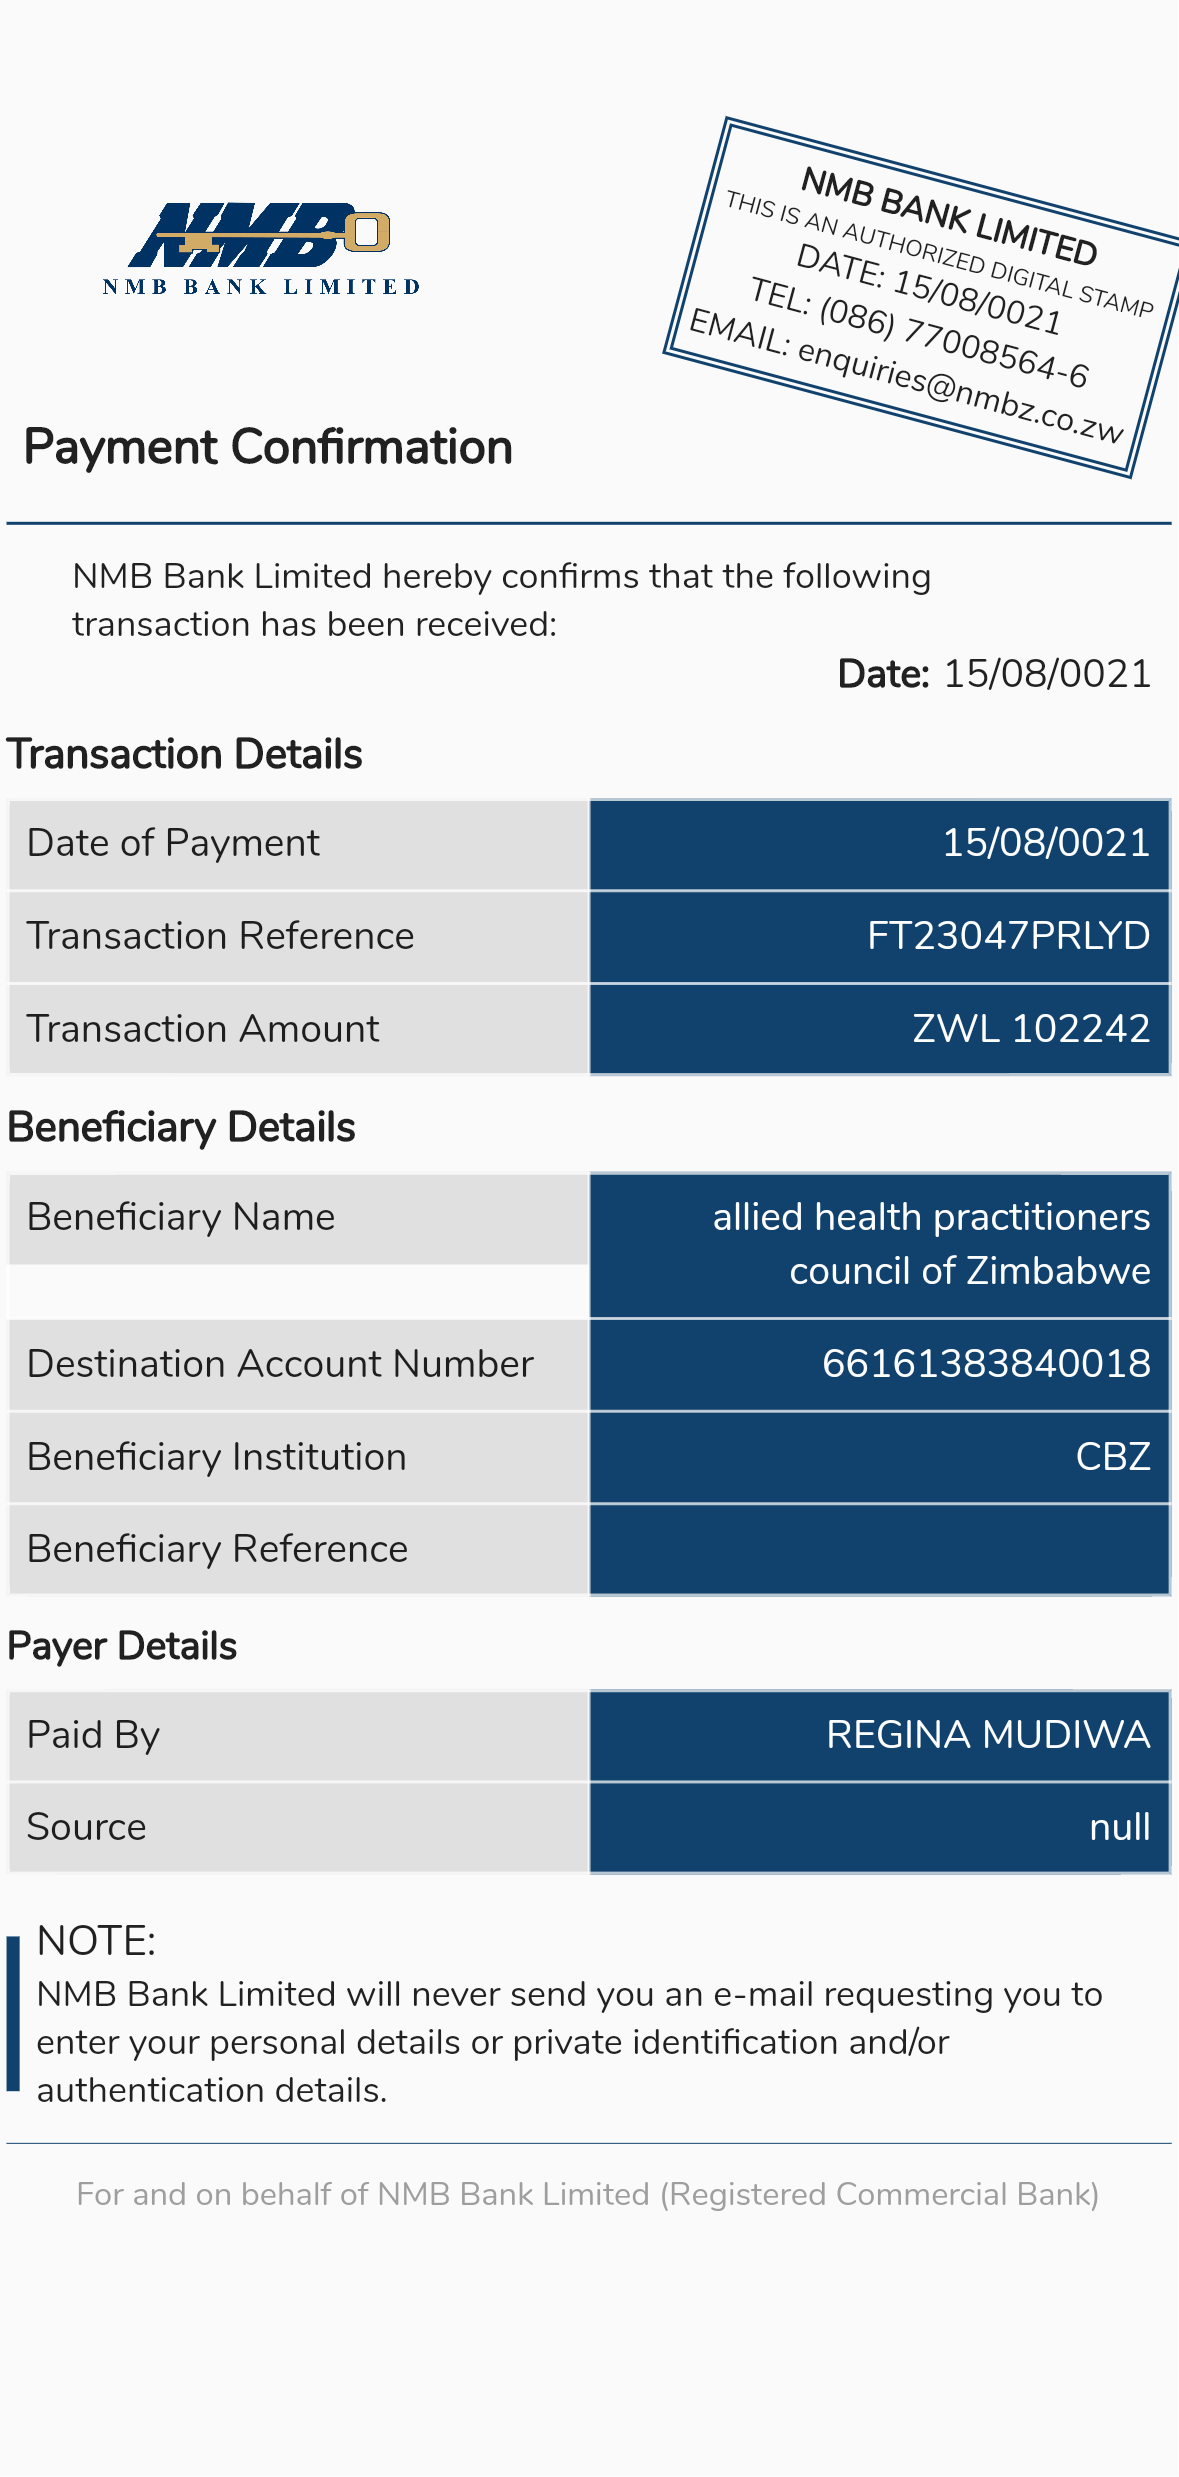 NMB
NMB BANK LIMITED
NMB BANK LIMITED
THIS IS AN AUTHORIZED DIGITAL STAMP
DATE: 15/08/0021
TEL: (086) 77008564-6
EMAIL: enquiries@nmbz.co.zw
Payment Confirmation
NMB Bank Limited hereby confirms that the following
transaction has been received:
Date: 15/08/0021
Transaction Details
Date of Payment 15/08/0021
Transaction Reference FT23047PRLYD
Transaction Amount ZWL 102242
Beneficiary Details
Beneficiary Name allied health practitioners
council of Zimbabwe
Destination Account Number 66161383840018
Beneficiary Institution CBZ
Beneficiary Reference
Payer Details
Paid By REGINA MUDIWA
Source null
NOTE:
NMB Bank Limited will never send you an e-mail requesting you to
enter your personal details or private identification and/or
authentication details.
For and on behalf of NMB Bank Limited (Registered Commercial Bank)